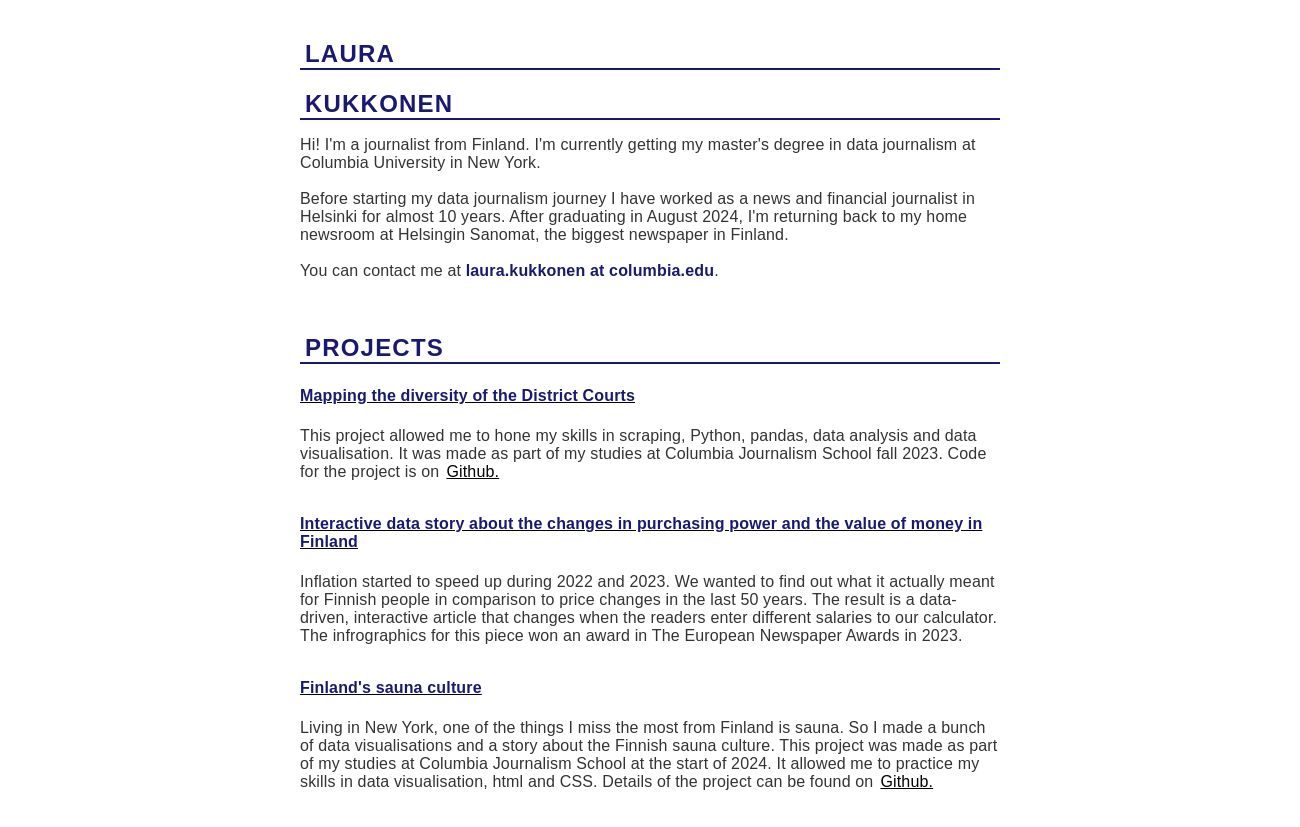 LAURA
KUKKONEN
Hi! I'm a journalist from Finland. I'm currently getting my master's degree in data journalism at
Columbia University in New York.
Before starting my data journalism journey I have worked as a news and financial journalist in
Helsinki for almost 10 years. After graduating in August 2024, I'm returning back to my home
newsroom at Helsingin Sanomat, the biggest newspaper in Finland.
You can contact me at laura.kukkonen at columbia.edu.
PROJECTS
Mapping the diversity of the District Courts
This project allowed me to hone my skills in scraping, Python, pandas, data analysis and data
visualisation. It was made as part of my studies at Columbia Journalism School fall 2023. Code
for the project is on Github.
Interactive data story about the changes in purchasing power and the value of money in
Finland
Inflation started to speed up during 2022 and 2023. We wanted to find out what it actually meant
for Finnish people in comparison to price changes in the last 50 years. The result is a data-
driven, interactive article that changes when the readers enter different salaries to our calculator.
The infrographics for this piece won an award in The European Newspaper Awards in 2023.
Finland's sauna culture
Living in New York, one of the things I miss the most from Finland is sauna. So I made a bunch
of data visualisations and a story about the Finnish sauna culture. This project was made as part
of my studies at Columbia Journalism School at the start of 2024. It allowed me to practice my
skills in data visualisation, html and CSS. Details of the project can be found on Github.